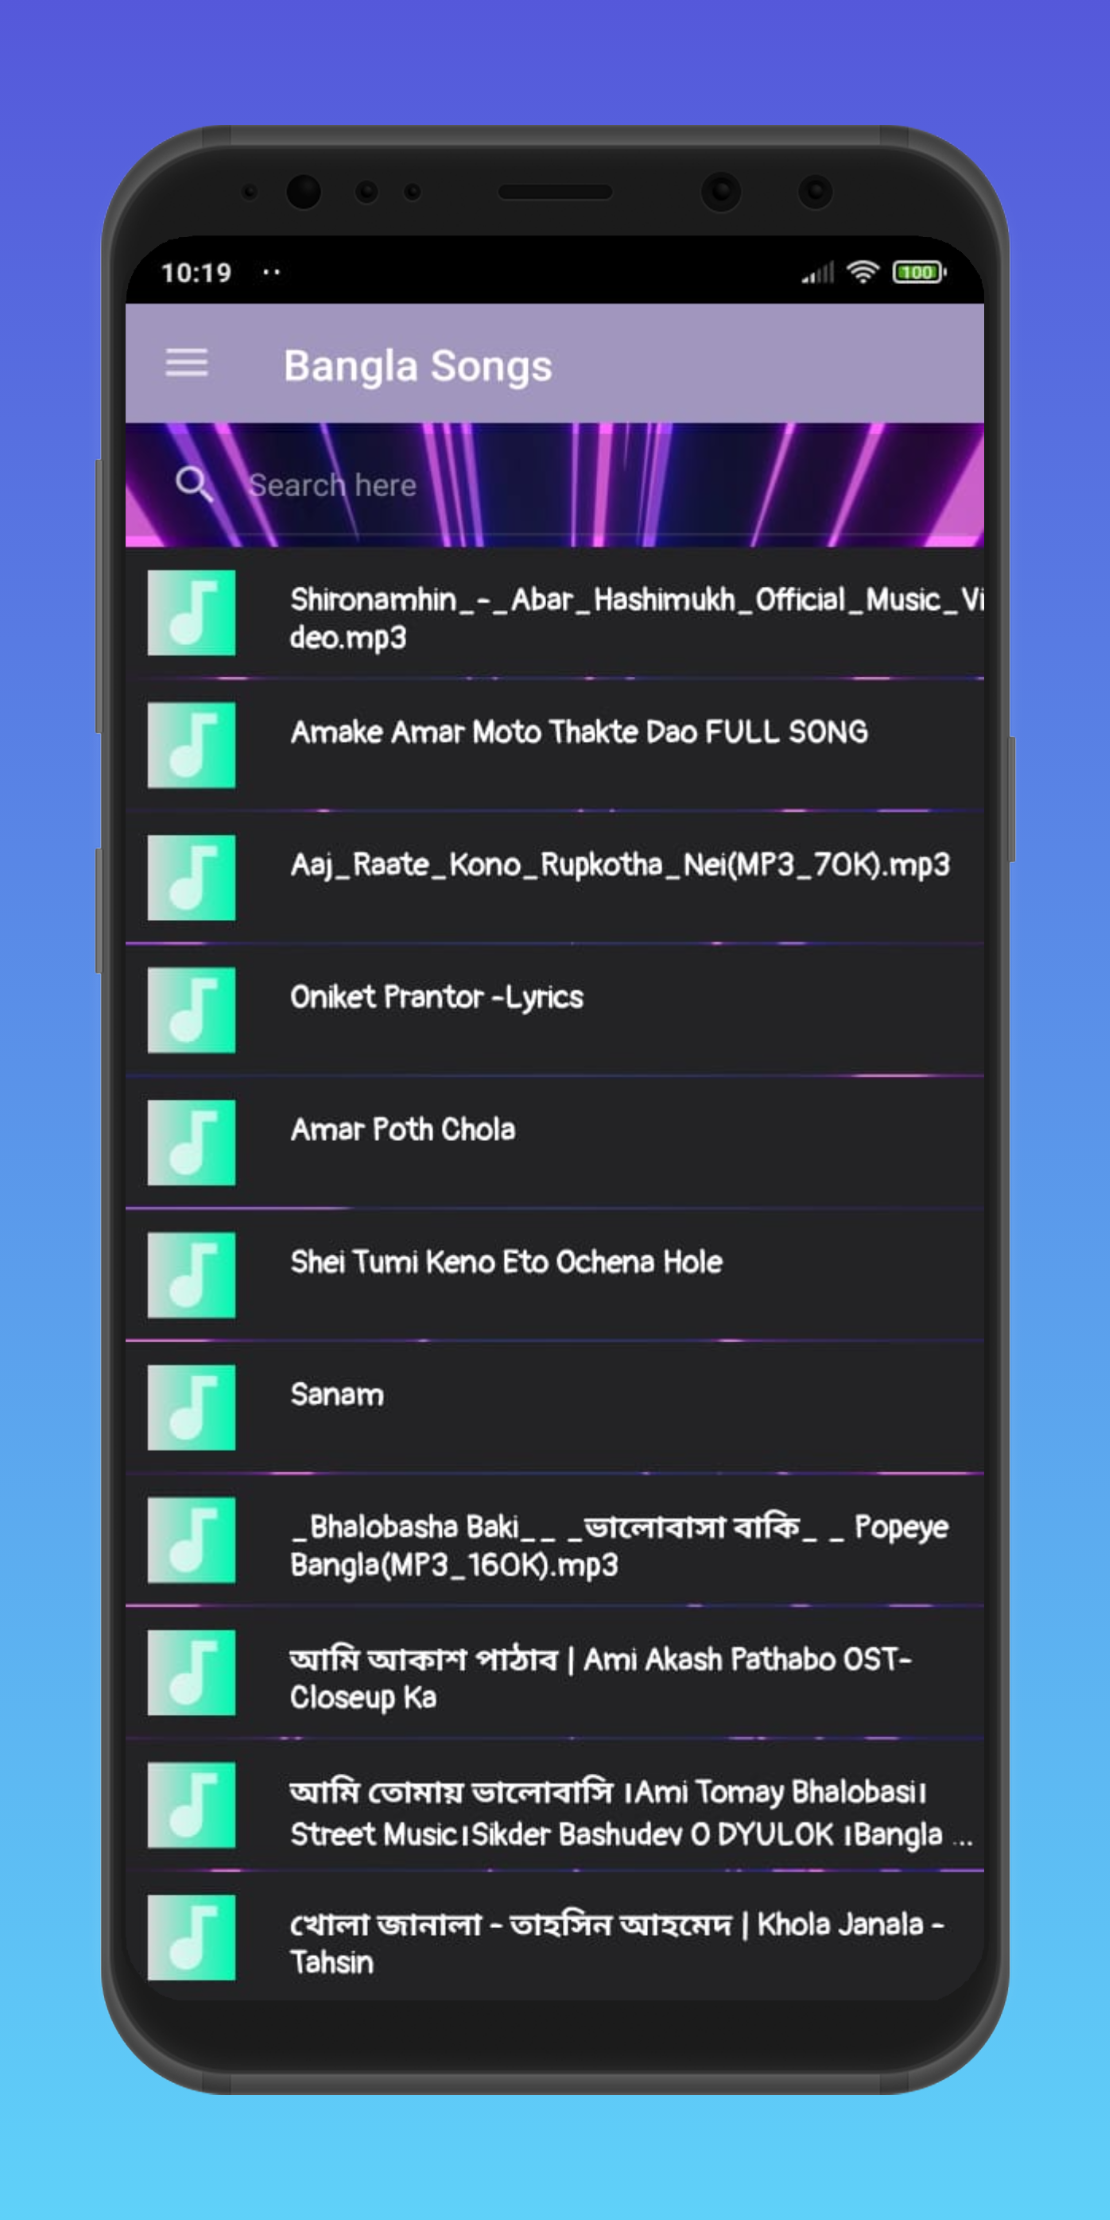 10:19
100
Bangla Songs
Search here
Shironamhin_-_Abar_Hashimukh_Official_Music_Vi
deo.mp3
Amake Amar Moto Thakte Dao FULL SONG
Aaj_Raate_Kono_Rupkotha_Nei(MP3_70K).mp3
Oniket Prantor -Lyrics
Amar Poth Chola
Shei Tumi Keno Eto Ochena Hole
Sanam
_Bhalobasha Baki_ _ _ভালোবাসা বাকি_ _ Popeye
Bangla(MP3_160K).mp3
আমি আকাশ পাঠাব | Ami Akash Pathabo OST-
Closeup Ka
আমি তোমায় ভালোবাসি ।Ami Tomay Bhalobasi।
Street Music।Sikder Bashudev O DYULOK ।Bangla ...
খোলা জানালা - তাহসিন আহমেদ | Khola Janala -
Tahsin